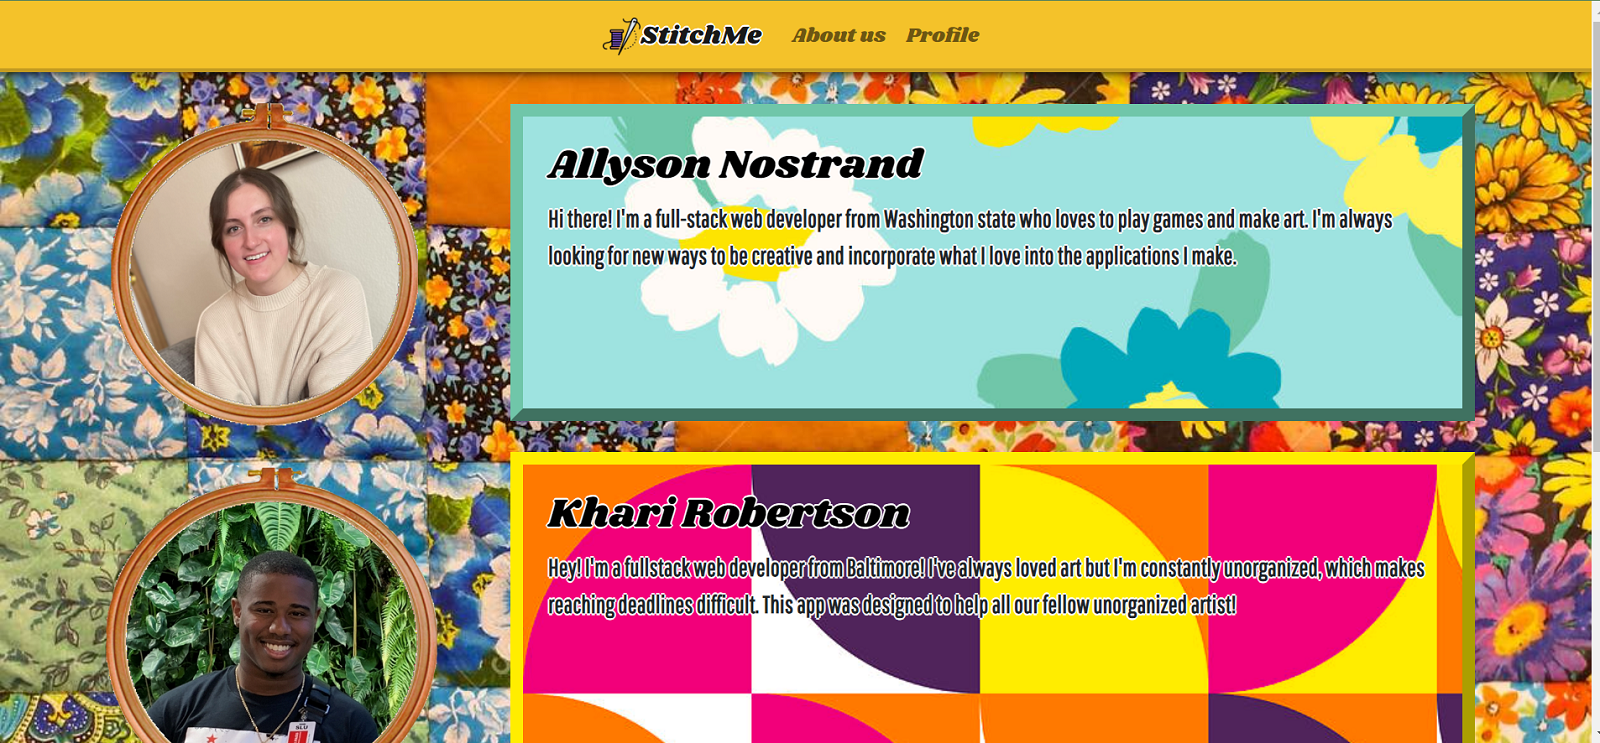 StitchMe About us Profile
Allyson Nostrand
Hi there! I'm a full-stack web developer from Washington state who loves to play games and make art. I'm always
looking for new ways to be creative and incorporate what I love into the applications I make.
Khari Robertson
Hey! I'm a fullstack web developer from Baltimore! I've always loved art but I'm constantly unorganized, which makes
reaching deadlines difficult. This app was designed to help all our fellow unorganized artist!
SLU